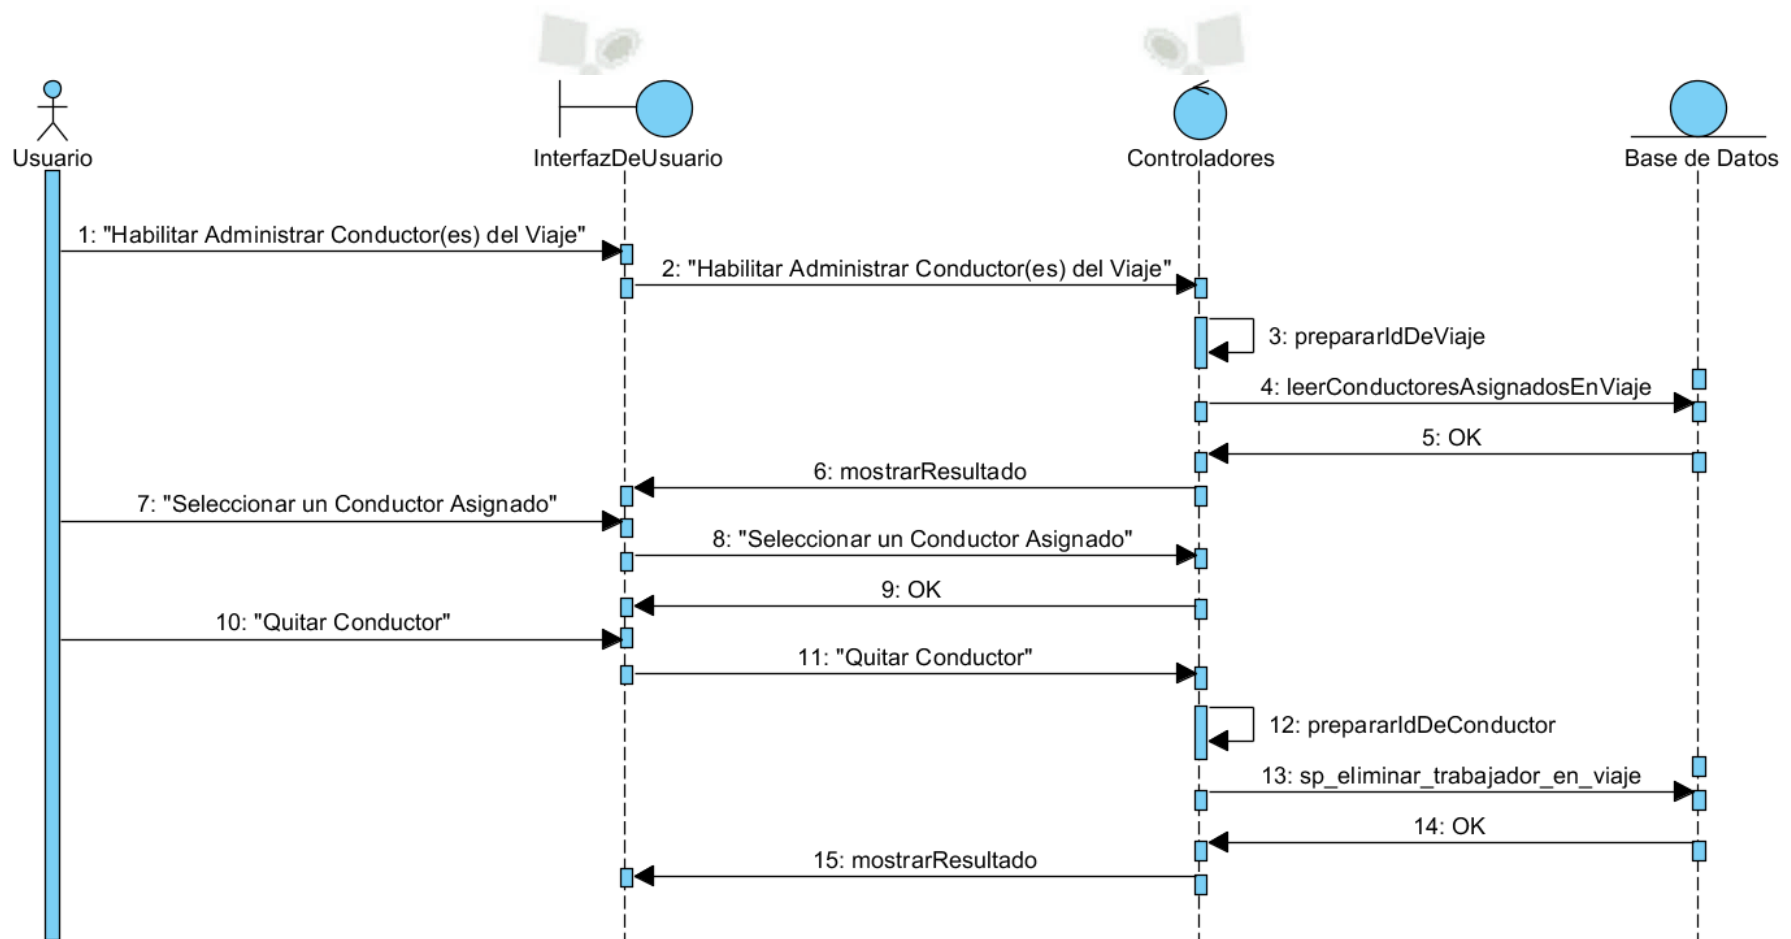 Usuario
InterfazDeUsuario
Controladores
Base de Datos
1: "Habilitar Administrar Conductor(es) del Viaje"
2: "Habilitar Administrar Conductor(es) del Viaje"
3: prepararIdDeViaje
4: leerConductoresAsignadosEnViaje
5: OK
6: mostrarResultado
7: "Seleccionar un Conductor Asignado"
8: "Seleccionar un Conductor Asignado"
9: OK
10: "Quitar Conductor"
11: "Quitar Conductor"
12: prepararIdDeConductor
13: sp_eliminar_trabajador_en_viaje
14: OK
15: mostrarResultado